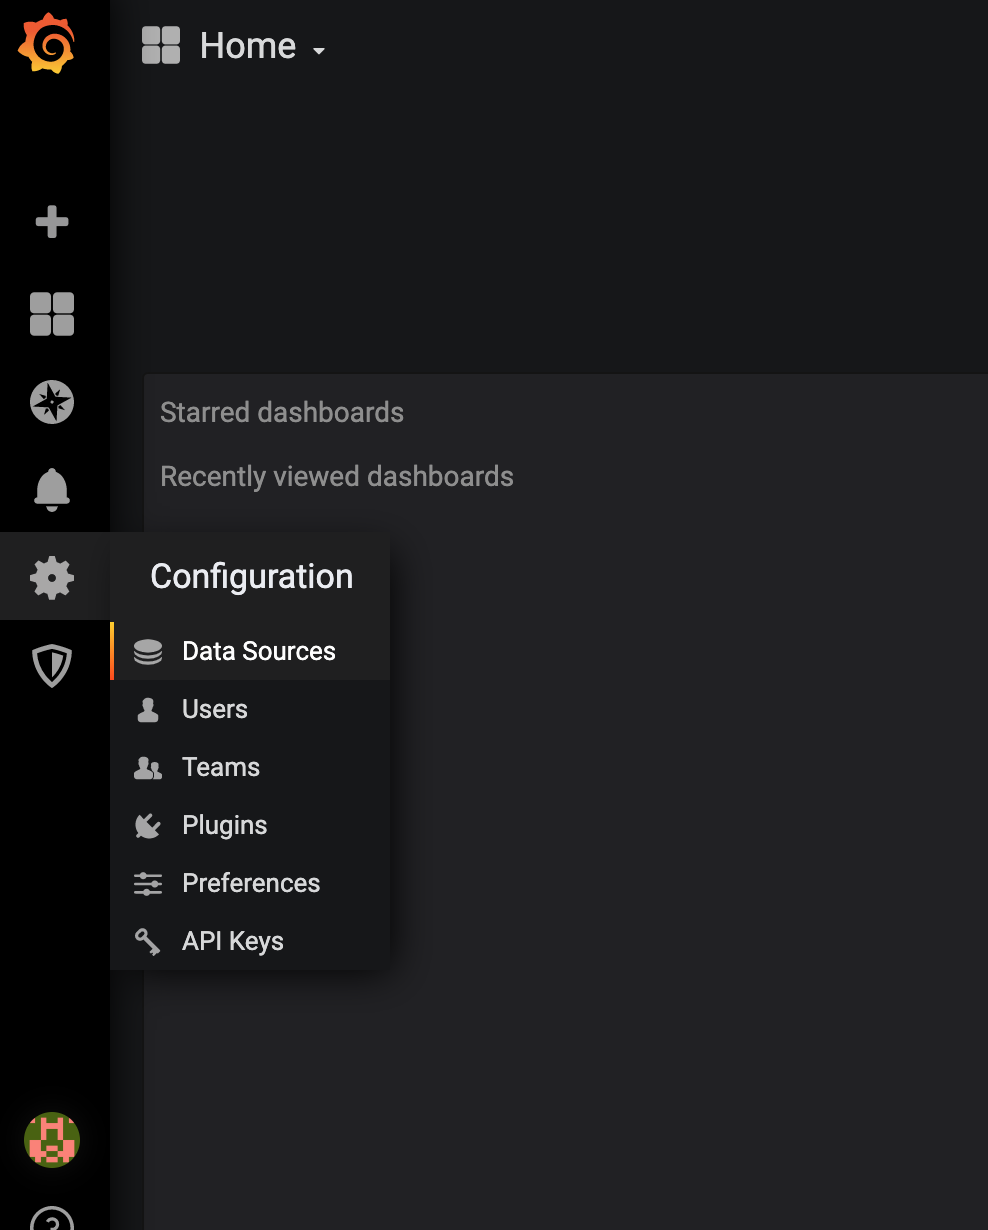 Home
Starred dashboards
Recently viewed dashboards
Configuration
Data Sources
Users
Teams
Plugins
Preferences
API Keys
?